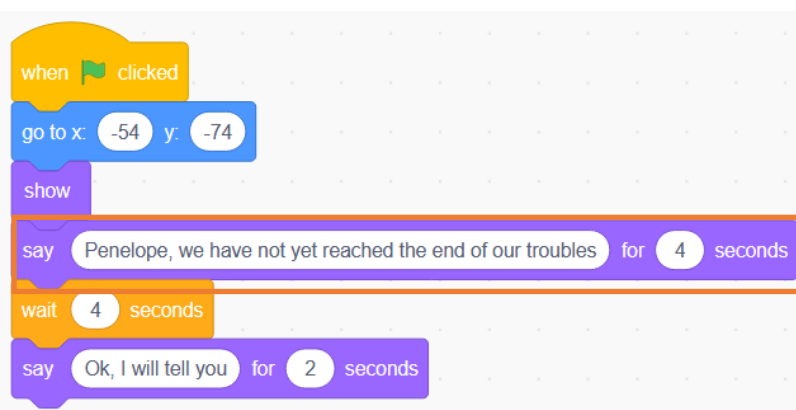 when clicked
go to x: -54 y: -74
show
say Penelope, we have not yet reached the end of our troubles for 4 seconds
wait 4 seconds
say Ok, I will tell you for 2 seconds